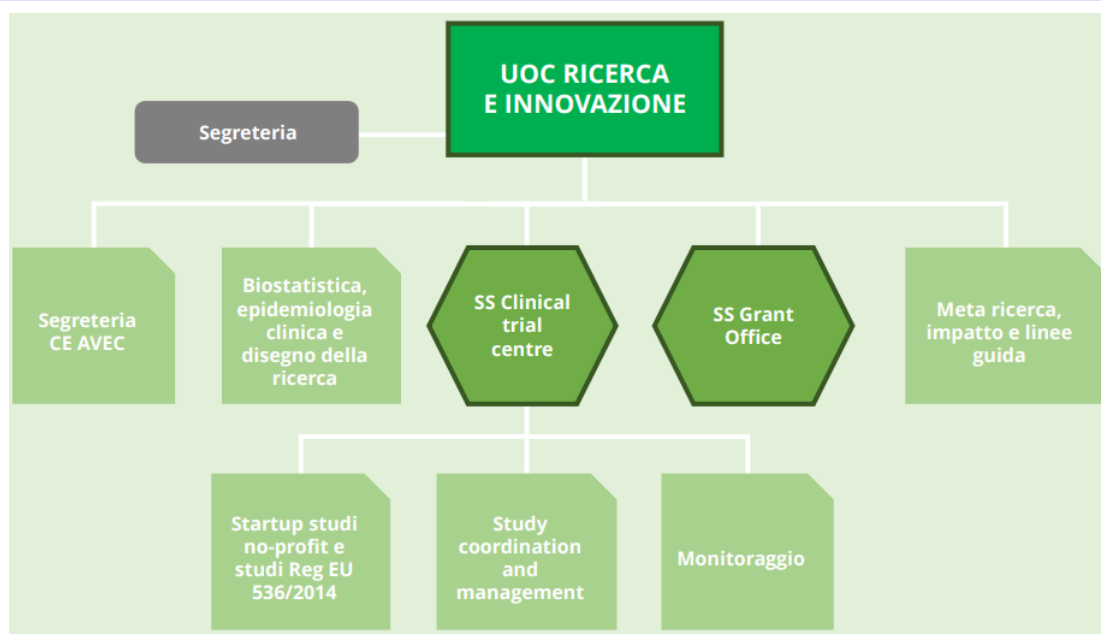 UOC RICERCA
E INNOVAZIONE
Segreteria
Segreteria
CE AVEC
Biostatistica,
epidemiologia
clinica e
disegno della
ricerca
SS Clinical
trial
centre
SS Grant
Office
Meta ricerca,
impatto e linee
guida
Startup studi
no-profit e
studi Reg EU
536/2014
Study
coordination
and
management
Monitoraggio